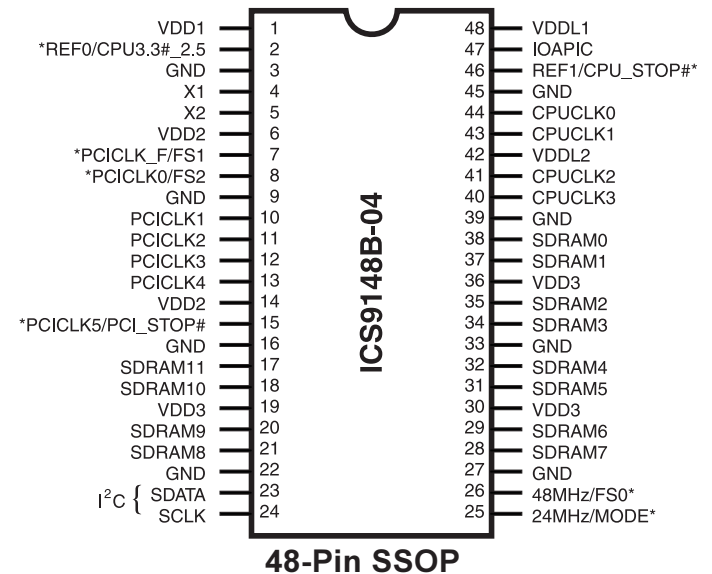 VDD1 1 48 VDDL1
*REF0/CPU3.3#_2.5 2 47 IOAPIC
GND 3 46 REF1/CPU_STOP#*
X1 4 45 GND
X2 5 44 CPUCLK0
VDD2 6 43 CPUCLK1
*PCICLK_F/FS1 7 42 VDDL2
*PCICLK0/FS2 8 41 CPUCLK2
GND 9 40 CPUCLK3
PCICLK1 10 39 GND
PCICLK2 11 38 SDRAM0
PCICLK3 12 37 SDRAM1
PCICLK4 13 36 VDD3
VDD2 14 35 SDRAM2
*PCICLK5/PCI_STOP# 15 34 SDRAM3
GND 16 33 GND
SDRAM11 17 32 SDRAM4
SDRAM10 18 31 SDRAM5
VDD3 19 30 VDD3
SDRAM9 20 29 SDRAM6
SDRAM8 21 28 SDRAM7
GND 22 27 GND
I²C { SDATA 23 26 48MHz/FS0*
SCLK 24 25 24MHz/MODE*
ICS9148B-04
48-Pin SSOP